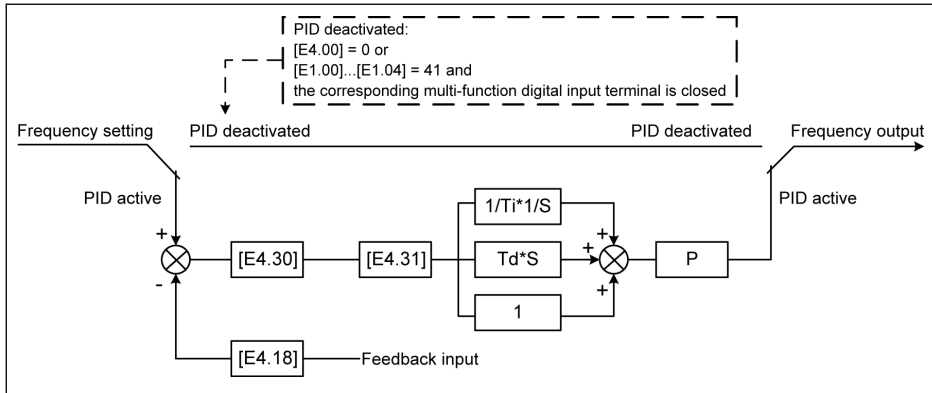 PID deactivated:
[E4.00] = 0 or
[E1.00]...[E1.04] = 41 and
the corresponding multi-function digital input terminal is closed
Frequency setting
PID deactivated
PID deactivated
Frequency output
PID active
PID active
1/Ti*1/S
+
+
[E4.30]
[E4.31]
Td*S
+
P
-
+
1
[E4.18]
Feedback input